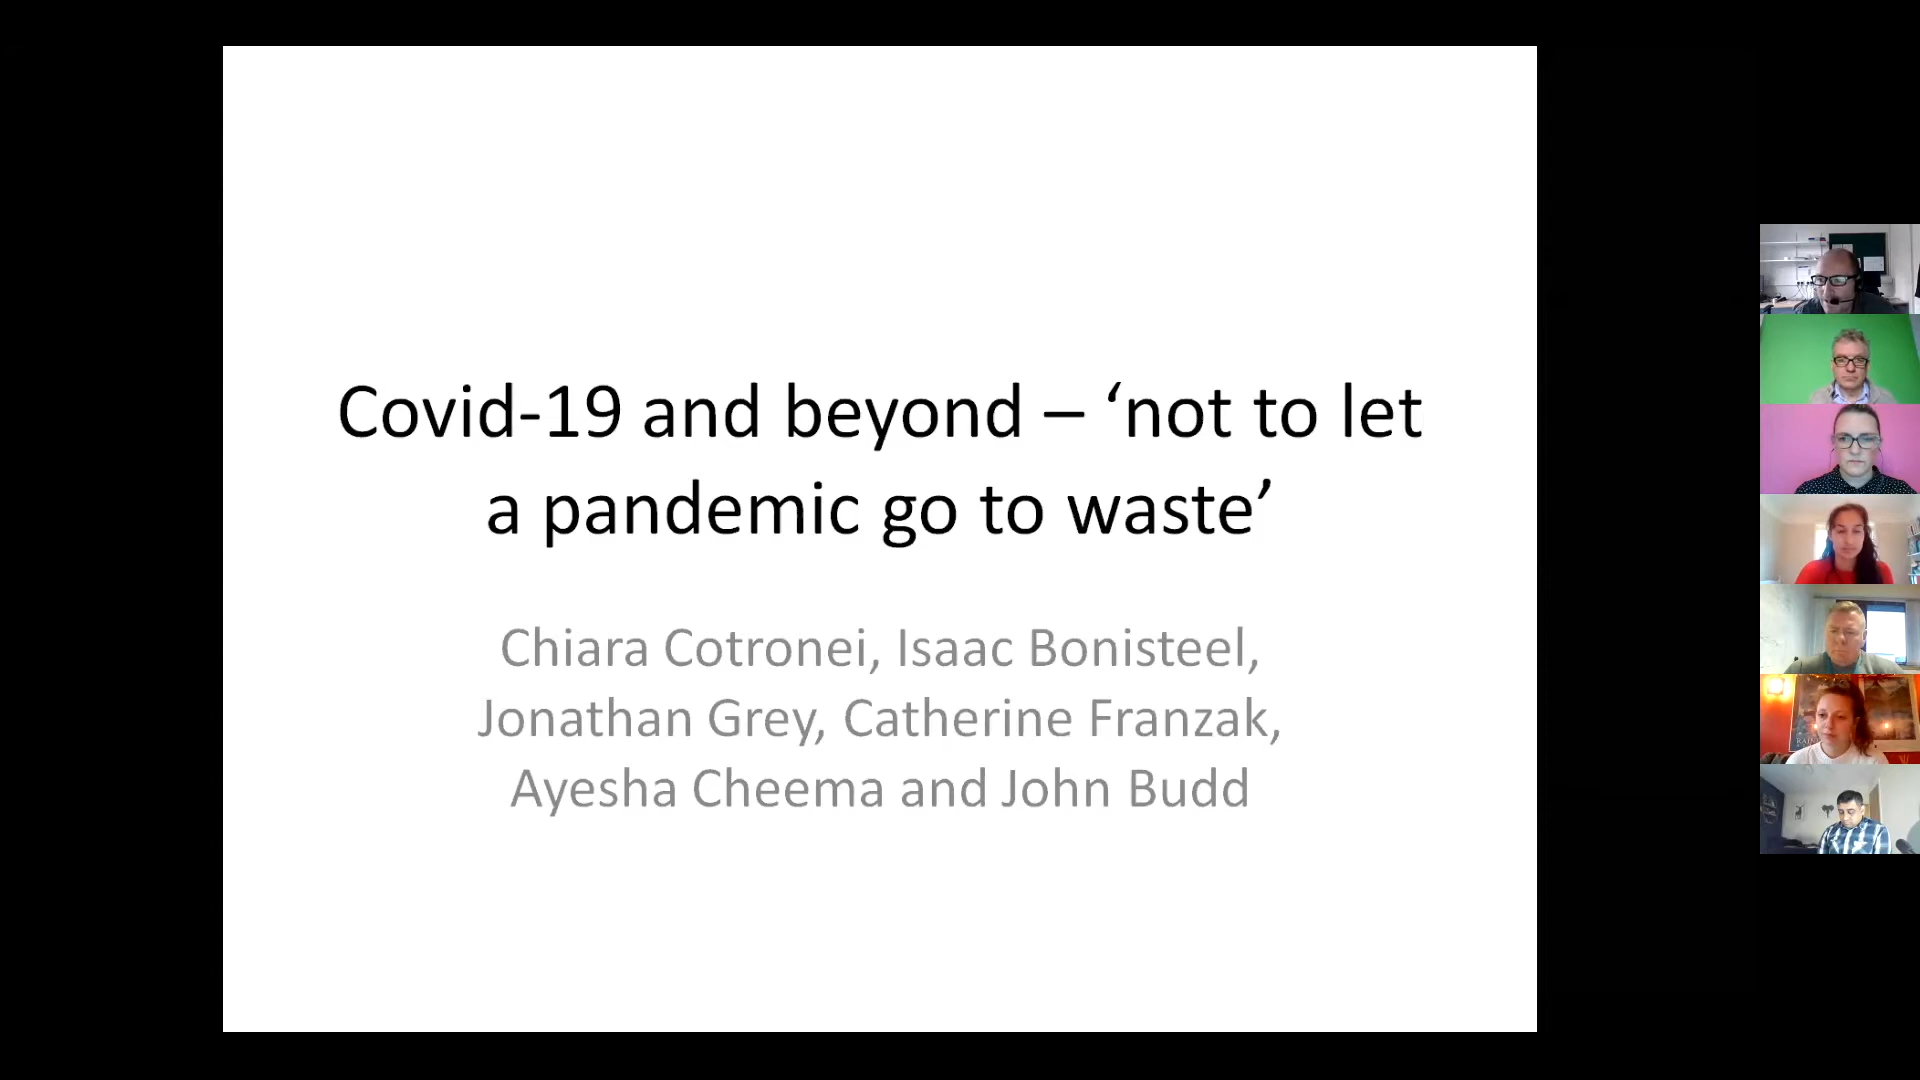 Covid-19 and beyond – ‘not to let
a pandemic go to waste’
Chiara Cotronei, Isaac Bonisteel,
Jonathan Grey, Catherine Franzak,
Ayesha Cheema and John Budd